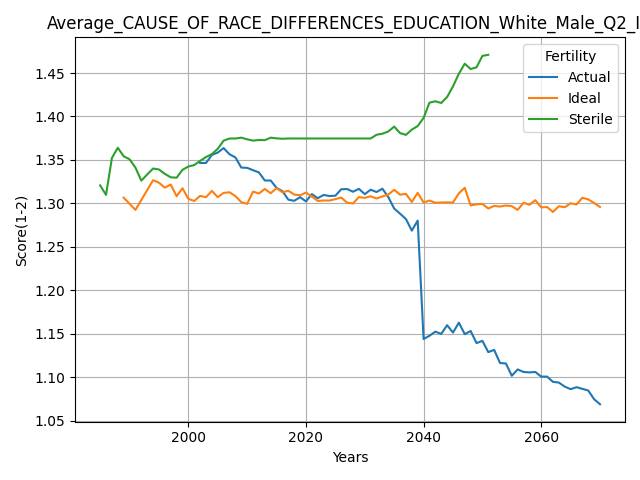 Average_CAUSE_OF_RACE_DIFFERENCES_EDUCATION_White_Male_Q2_I
Fertility
Actual
Ideal
Sterile
Score(1-2)
1.45
1.40
1.35
1.30
1.25
1.20
1.15
1.10
1.05
2000 2020 2040 2060
Years